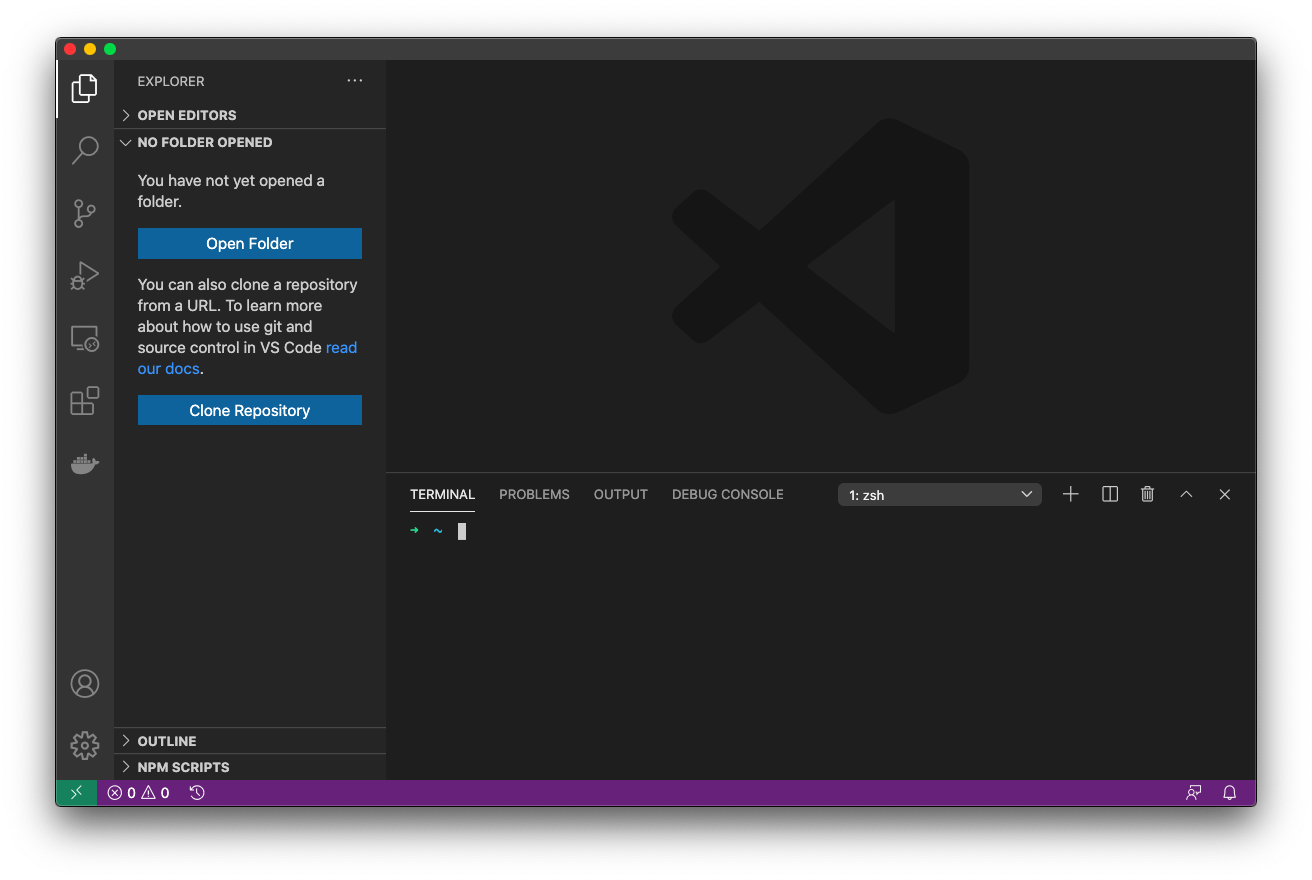 EXPLORER
OPEN EDITORS
NO FOLDER OPENED
You have not yet opened a
folder.
Open Folder
You can also clone a repository
from a URL. To learn more
about how to use git and
source control in VS Code read
our docs.
Clone Repository
OUTLINE
NPM SCRIPTS
TERMINAL PROBLEMS OUTPUT DEBUG CONSOLE 1: zsh
➜ ~
0 0